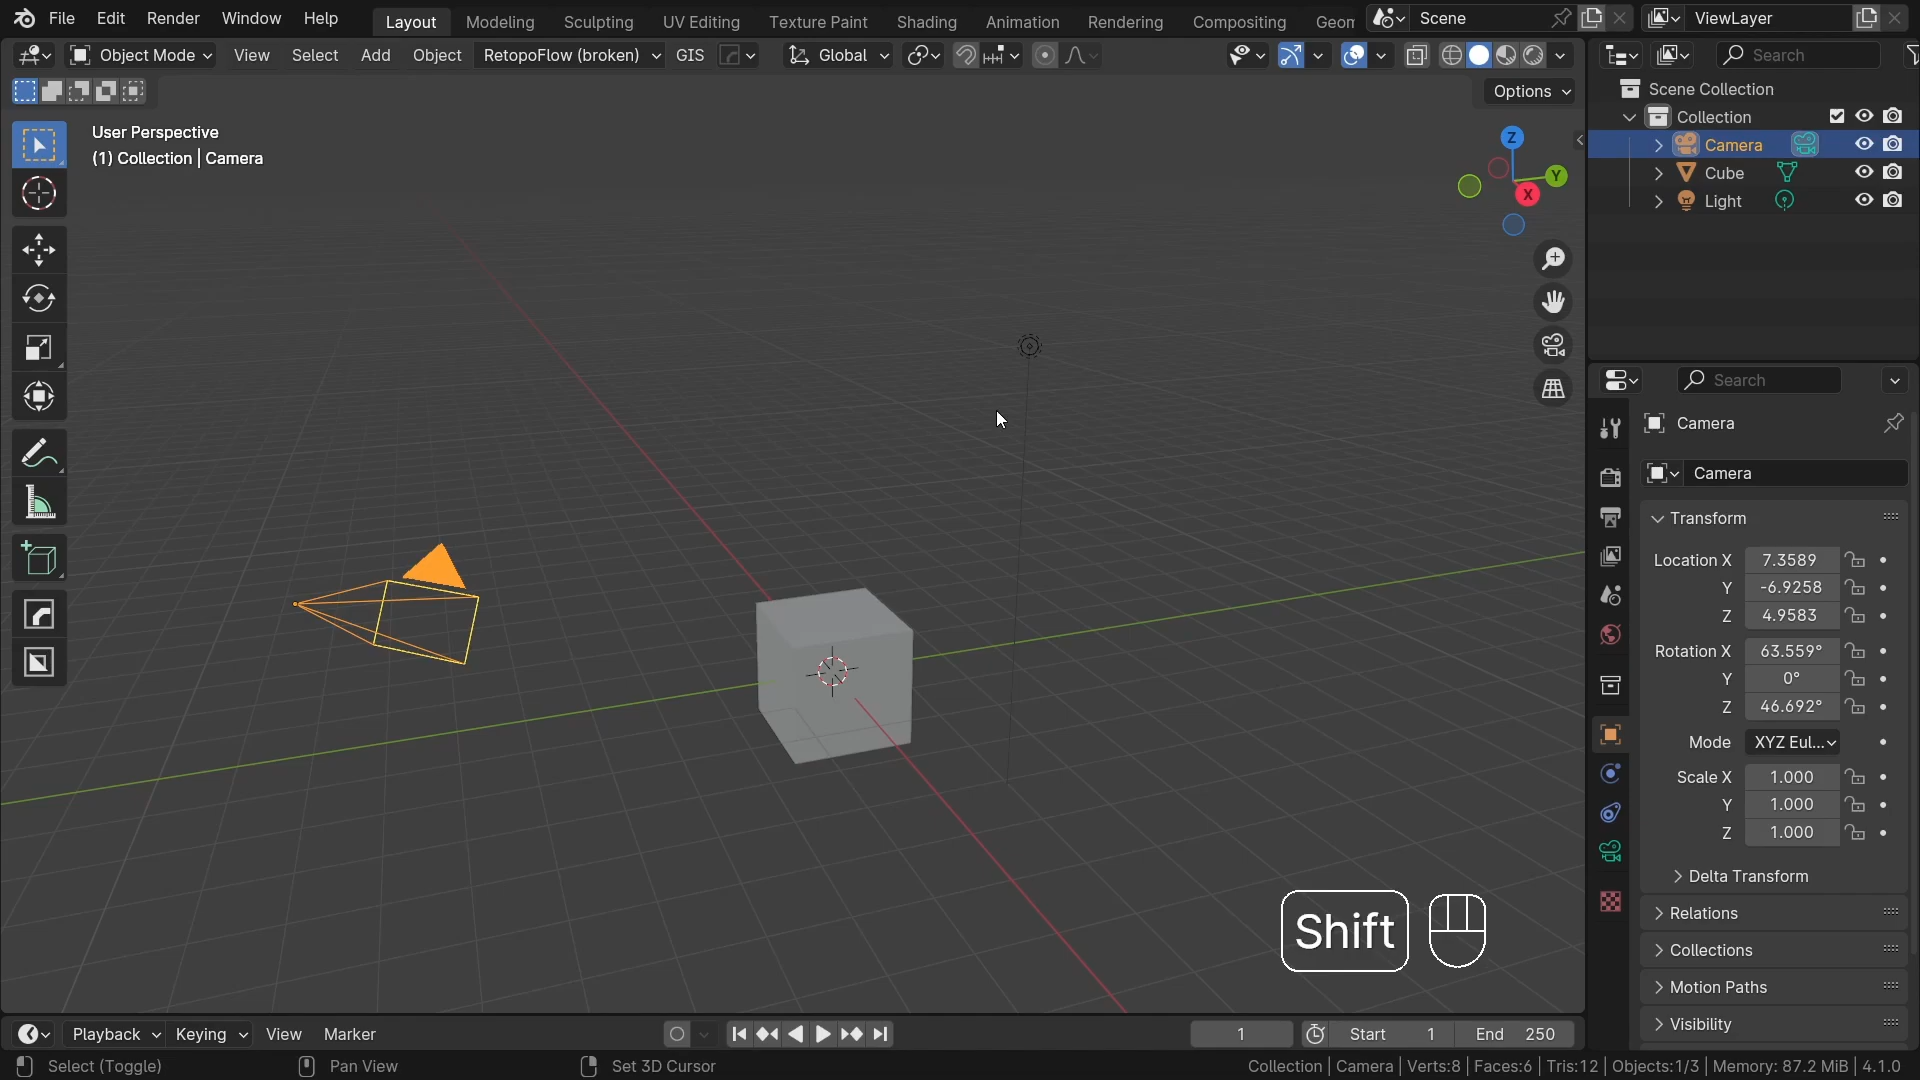 File Edit Render Window Help Layout Modeling Sculpting UV Editing Texture Paint Shading Animation Rendering Compositing Geom Scene ViewLayer
Object Mode View Select Add Object RetopoFlow (broken) GIS Global Search
Options
User Perspective
(1) Collection | Camera
Z
Y
X
Scene Collection
Collection
Camera
Cube
Light
Search
Camera
Camera
Transform
Location X 7.3589
Y -6.9258
Z 4.9583
Rotation X 63.559°
Y 0°
Z 46.692°
Mode XYZ Eul...
Scale X 1.000
Y 1.000
Z 1.000
Delta Transform
Relations
Collections
Motion Paths
Visibility
Shift
Playback Keying View Marker 1 Start 1 End 250
Select (Toggle) Pan View Set 3D Cursor Collection | Camera | Verts:8 | Faces:6 | Tris:12 | Objects:1/3 | Memory: 87.2 MiB | 4.1.0